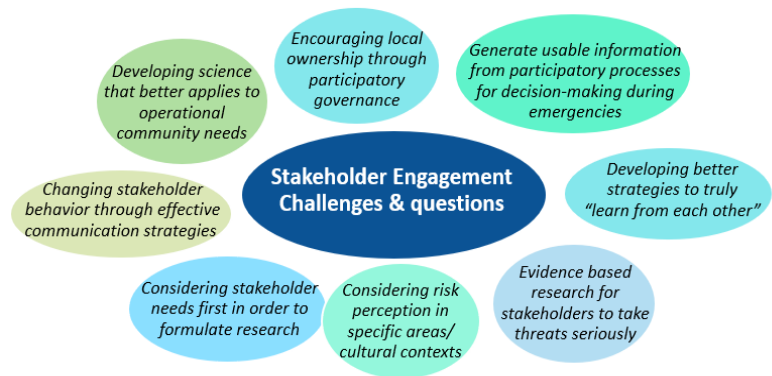 Encouraging local
ownership through
participatory
governance
Generate usable information
from participatory processes
for decision-making during
emergencies
Developing science
that better applies to
operational
community needs
Stakeholder Engagement
Challenges & questions
Developing better
strategies to truly
“learn from each other”
Changing stakeholder
behavior through effective
communication strategies
Considering stakeholder
needs first in order to
formulate research
Considering risk
perception in
specific areas/
cultural contexts
Evidence based
research for
stakeholders to take
threats seriously